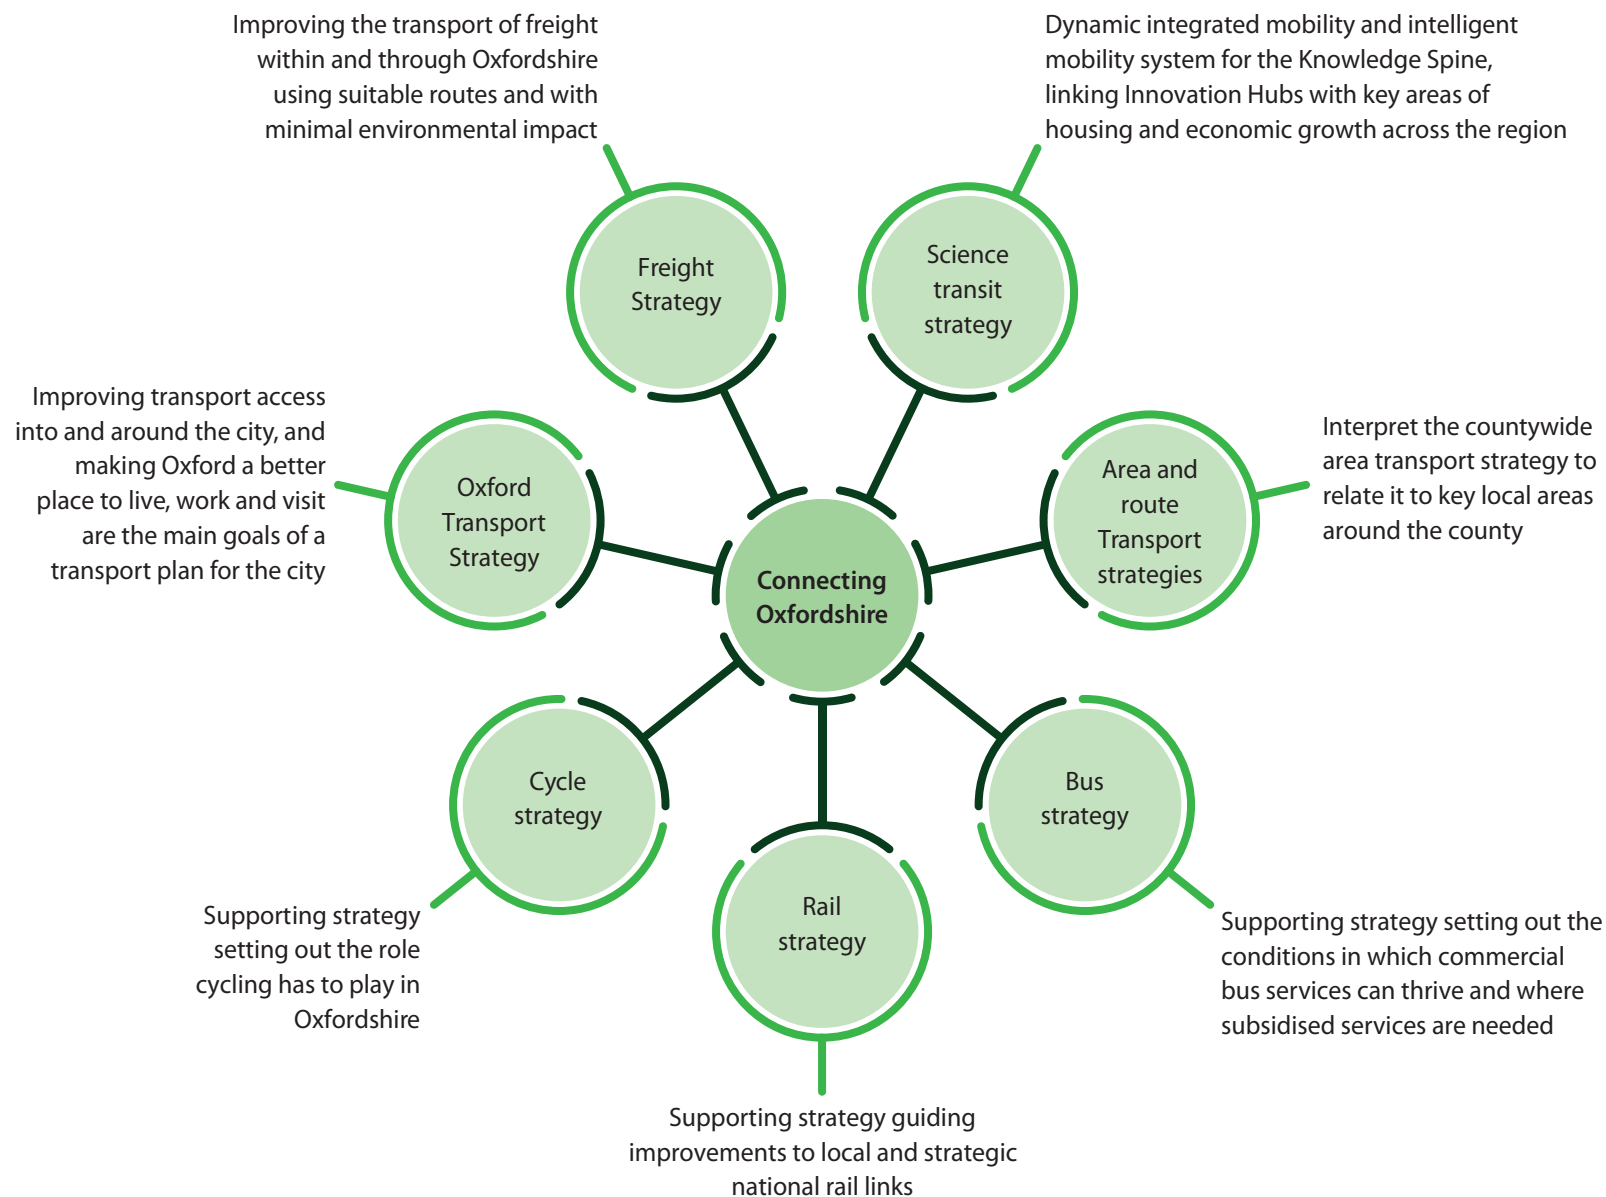 Improving the transport of freight
within and through Oxfordshire
using suitable routes and with
minimal environmental impact
Dynamic integrated mobility and intelligent
mobility system for the Knowledge Spine,
linking Innovation Hubs with key areas of
housing and economic growth across the region
Freight
Strategy
Science
transit
strategy
Improving transport access
into and around the city, and
making Oxford a better
place to live, work and visit
are the main goals of a
transport plan for the city
Oxford
Transport
Strategy
Area and
route
Transport
strategies
Interpret the countywide
area transport strategy to
relate it to key local areas
around the county
Connecting
Oxfordshire
Cycle
strategy
Bus
strategy
Rail
strategy
Supporting strategy
setting out the role
cycling has to play in
Oxfordshire
Supporting strategy setting out the
conditions in which commercial
bus services can thrive and where
subsidised services are needed
Supporting strategy guiding
improvements to local and strategic
national rail links